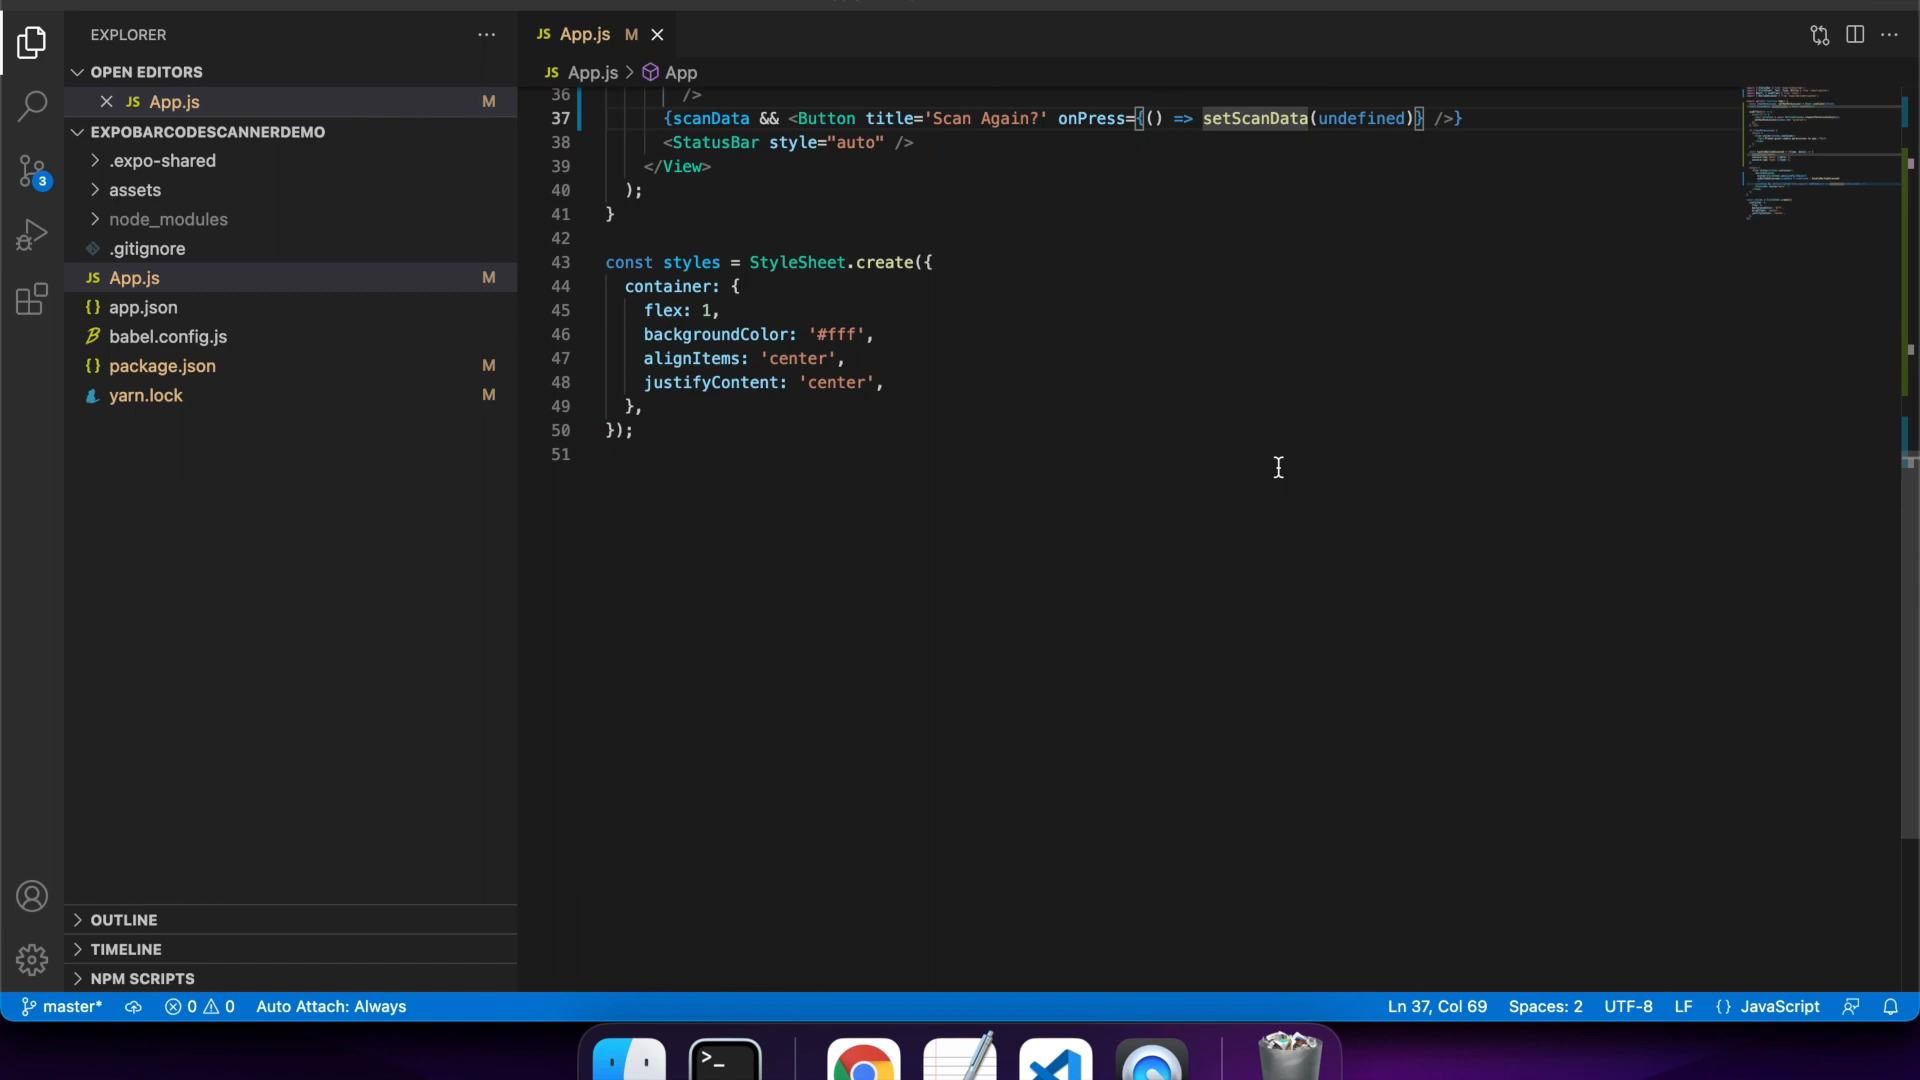 EXPLORER
OPEN EDITORS
JS App.js M
EXPOBARCODESCANNERDEMO
.expo-shared
assets
node_modules
.gitignore
JS App.js M
{} app.json
babel.config.js
{} package.json M
yarn.lock M
OUTLINE
TIMELINE
NPM SCRIPTS
3
JS App.js M
JS App.js > App
36 />
37 {scanData && <Button title='Scan Again?' onPress={() => setScanData(undefined)} />}
38 <StatusBar style="auto" />
39 </View>
40 );
41 }
42
43 const styles = StyleSheet.create({
44 container: {
45 flex: 1,
46 backgroundColor: '#fff',
47 alignItems: 'center',
48 justifyContent: 'center',
49 },
50 });
51
master* 0 0 Auto Attach: Always Ln 37, Col 69 Spaces: 2 UTF-8 LF {} JavaScript
>_